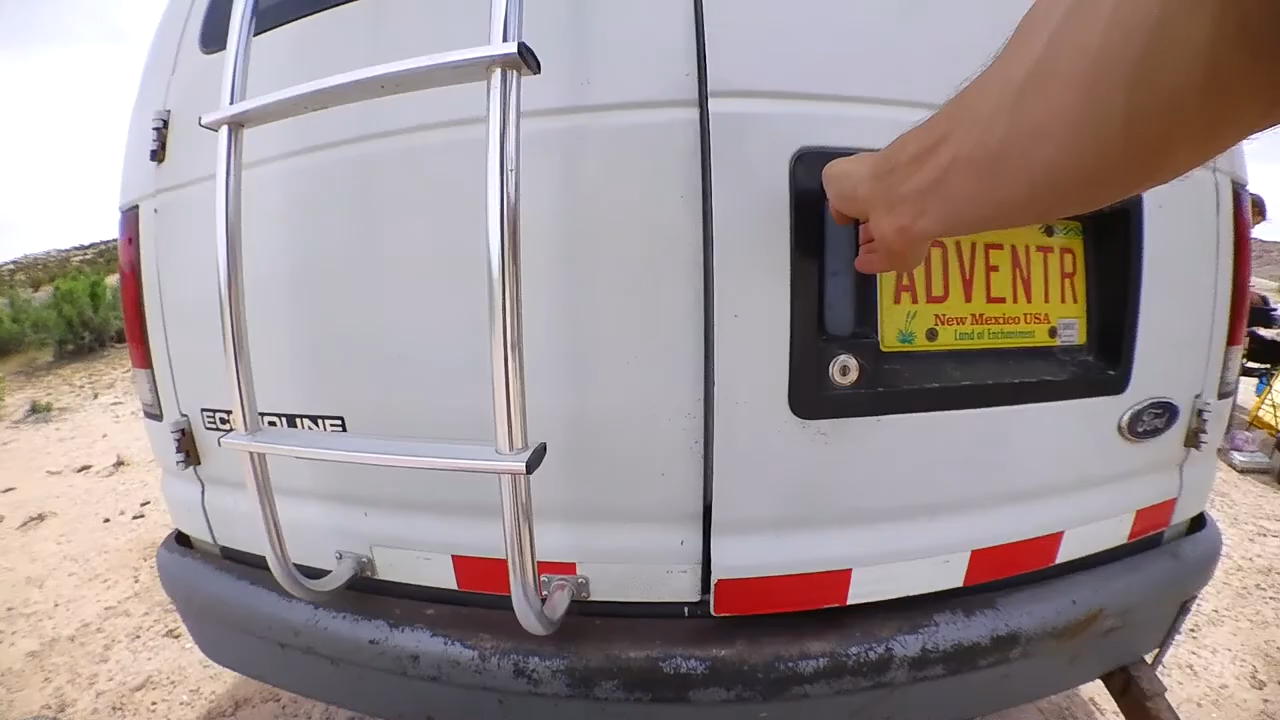 ADVENTR
New Mexico USA
Land of Enchantment
ECONOLINE
Ford